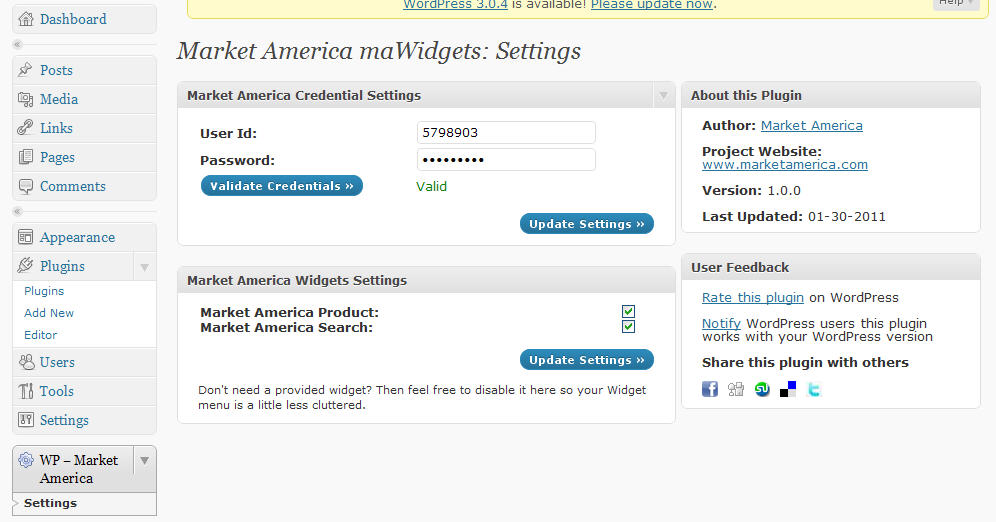 WordPress 3.0.4 is available! Please update now.
Help
Dashboard
Posts
Media
Links
Pages
Comments
Appearance
Plugins
Plugins
Add New
Editor
Users
Tools
Settings
WP – Market
America
Settings
Market America maWidgets: Settings
Market America Credential Settings
User Id:
5798903
Password:
•••••••••
Validate Credentials »
Valid
Update Settings »
Market America Widgets Settings
Market America Product:
Market America Search:
Update Settings »
Don't need a provided widget? Then feel free to disable it here so your Widget
menu is a little less cluttered.
About this Plugin
Author: Market America
Project Website:
www.marketamerica.com
Version: 1.0.0
Last Updated: 01-30-2011
User Feedback
Rate this plugin on WordPress
Notify WordPress users this plugin
works with your WordPress version
Share this plugin with others